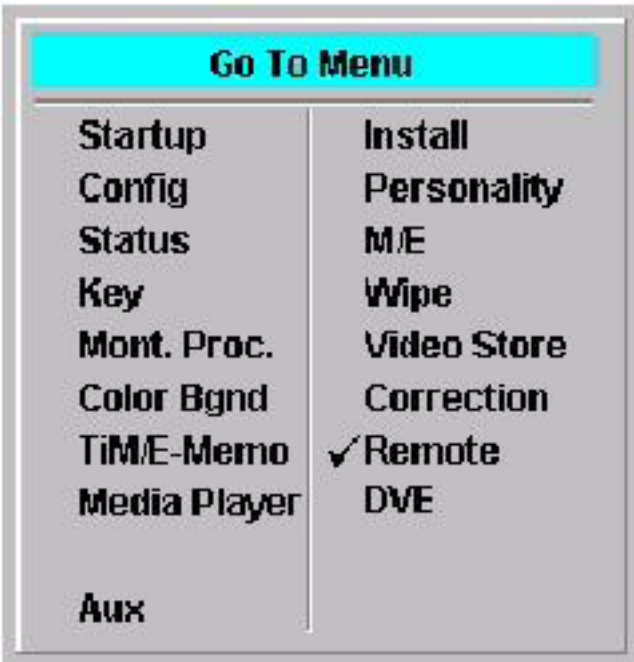 Go To Menu
Startup
Config
Status
Key
Mont. Proc.
Color Bgnd
TiM/E-Memo
Media Player
Aux
Install
Personality
M/E
Wipe
Video Store
Correction
✓Remote
DVE